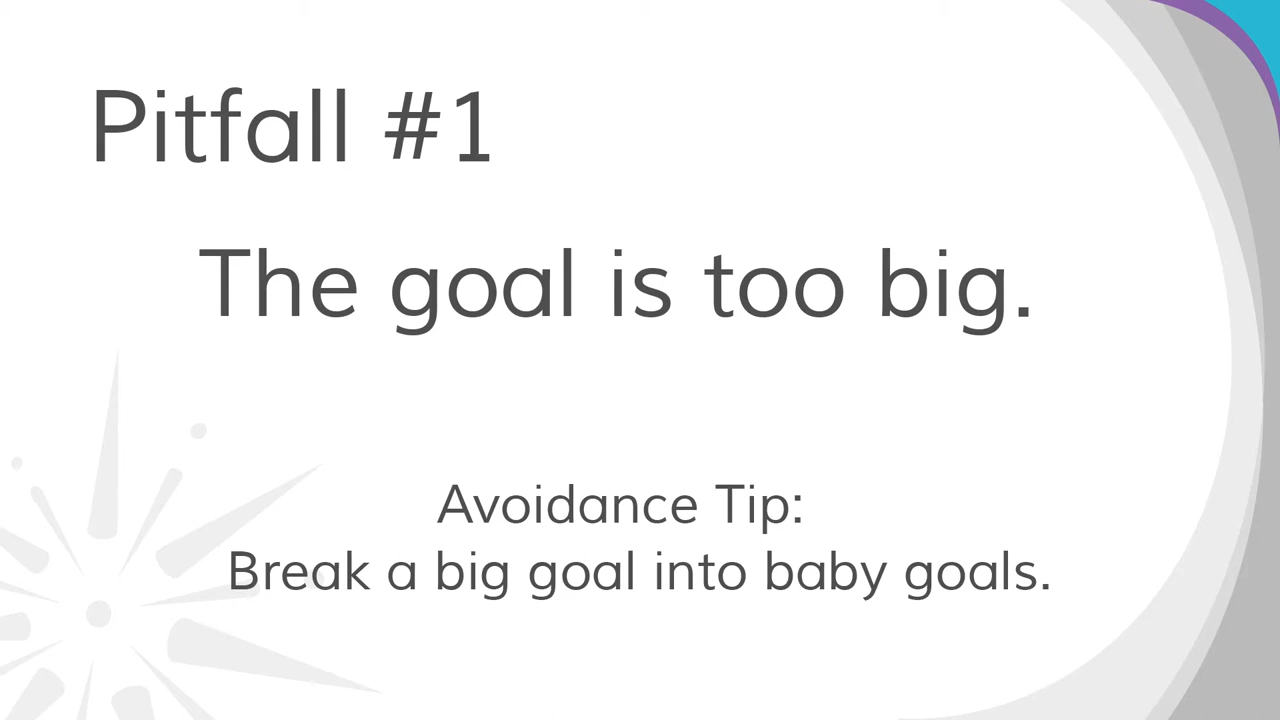 Pitfall #1
The goal is too big.
Avoidance Tip:
Break a big goal into baby goals.